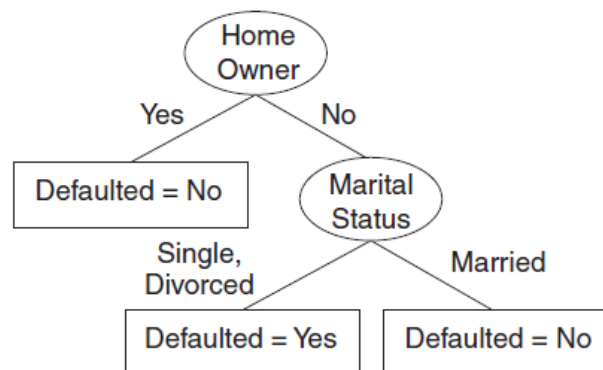 Home
Owner
Yes
No
Defaulted = No
Marital
Status
Single,
Divorced
Married
Defaulted = Yes
Defaulted = No